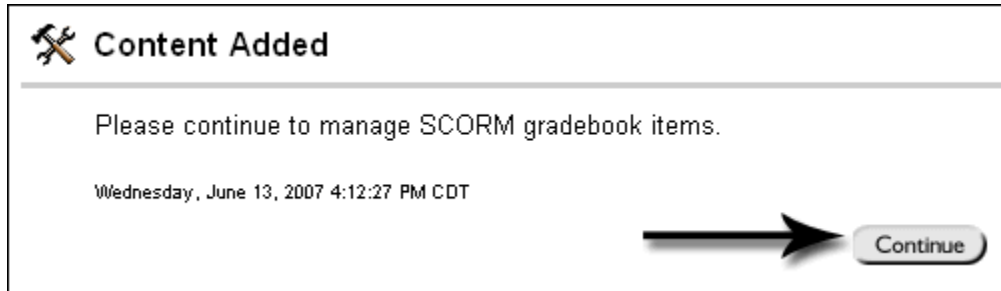 Content Added
Please continue to manage SCORM gradebook items.
Wednesday, June 13, 2007 4:12:27 PM CDT
Continue